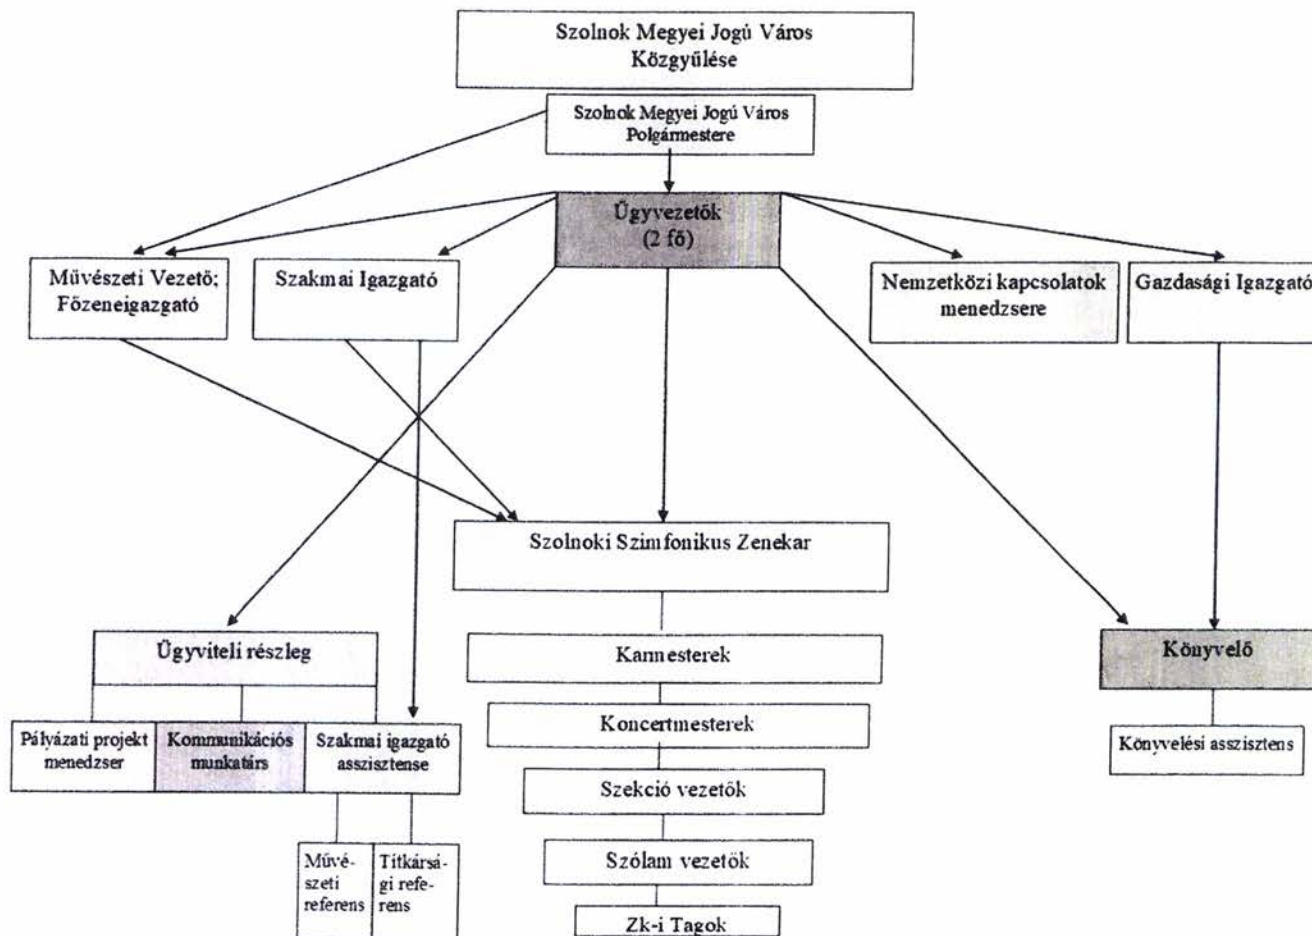 Szolnok Megyei Jogú Város
Közgyűlése
Szolnok Megyei Jogú Város
Polgármestere
Ügyvezetők
(2 fő)
Művészeti Vezető;
Főzeneigazgató
Szakmai Igazgató
Nemzetközi kapcsolatok
menedzsere
Gazdasági Igazgató
Szolnoki Szimfonikus Zenekar
Ügyviteli részleg
Karmesterek
Könyvelő
Pályázati projekt
menedzser
Kommunikációs
munkatárs
Szakmai igazgató
asszisztense
Koncertmesterek
Könyvelési asszisztens
Szekció vezetők
Szólam vezetők
Művé-
szeti
referens
Títkársá-
gi refe-
rens
Zk-i Tagok